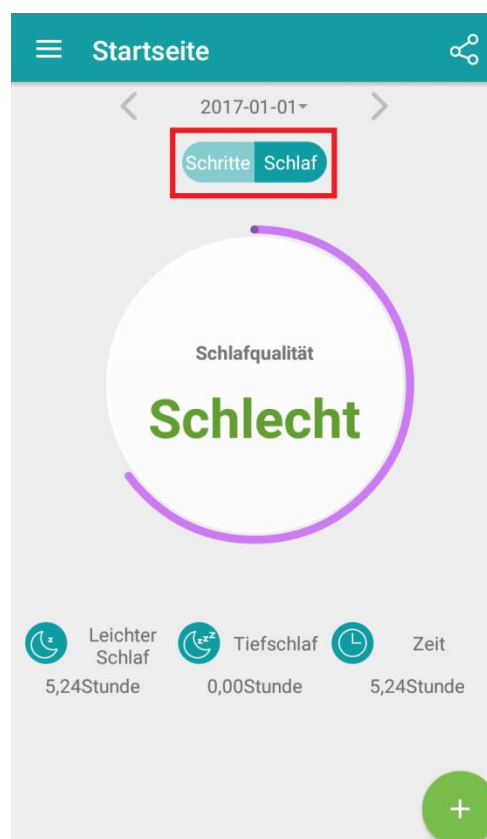 Startseite
2017-01-01
Schritte Schlaf
Schlafqualität
Schlecht
Leichter Schlaf
Tiefschlaf
Zeit
5,24Stunde
0,00Stunde
5,24Stunde